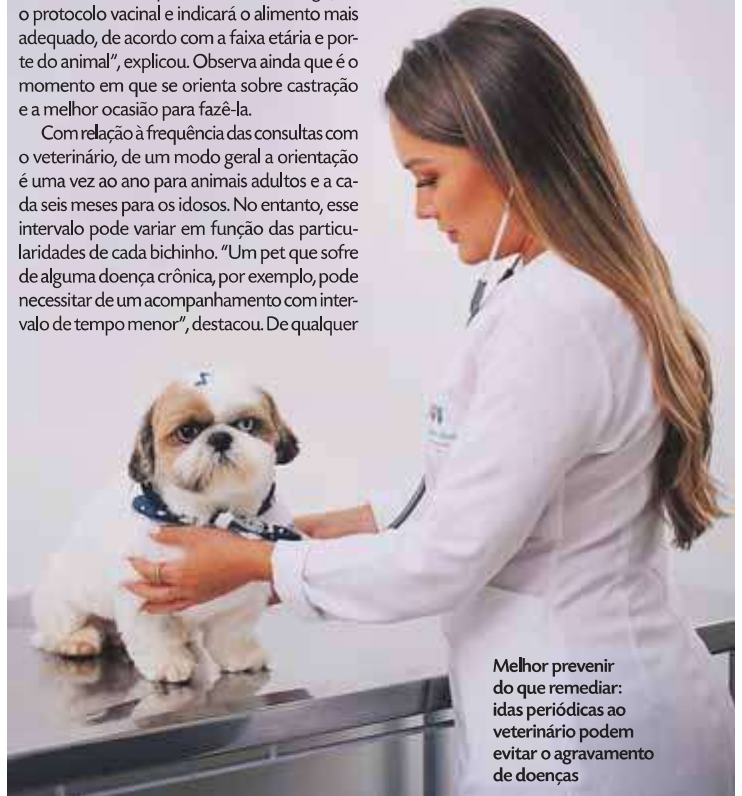 o protocolo vacinal e indicará o alimento mais
adequado, de acordo com a faixa etária e por-
te do animal”, explicou. Observa ainda que é o
momento em que se orienta sobre castração
e a melhor ocasião para fazê-la.
Com relação à frequência das consultas com
o veterinário, de um modo geral a orientação
é uma vez ao ano para animais adultos e a ca-
da seis meses para os idosos. No entanto, esse
intervalo pode variar em função das particu-
laridades de cada bichinho. “Um pet que sofre
de alguma doença crônica, por exemplo, pode
necessitar de um acompanhamento com inter-
valo de tempo menor”, destacou. De qualquer
Melhor prevenir
do que remediar:
idas periódicas ao
veterinário podem
evitar o agravamento
de doenças